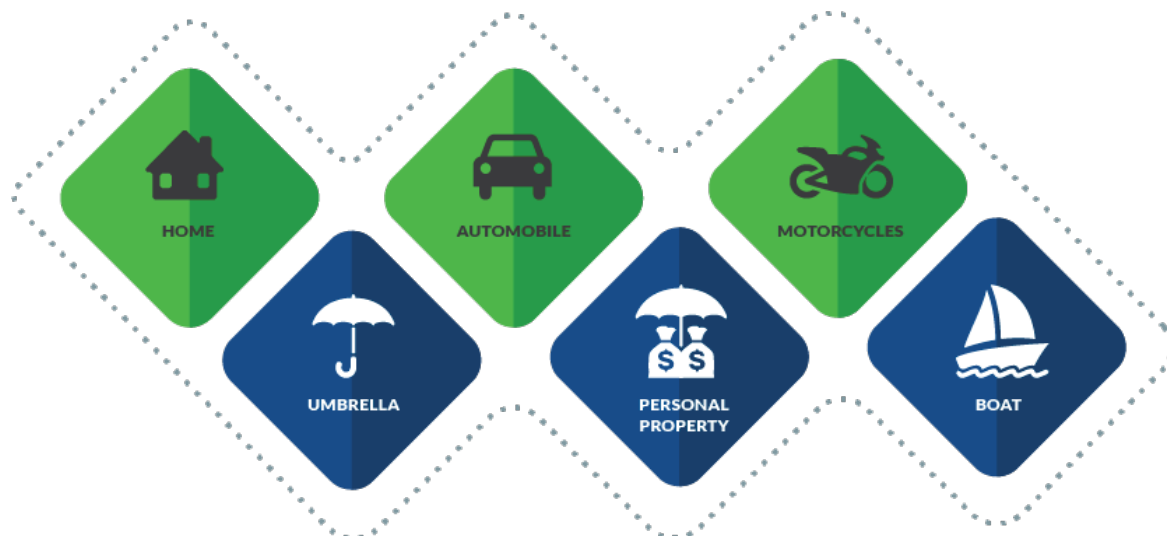 HOME
AUTOMOBILE
MOTORCYCLES
UMBRELLA
PERSONAL
PROPERTY
BOAT
$ $